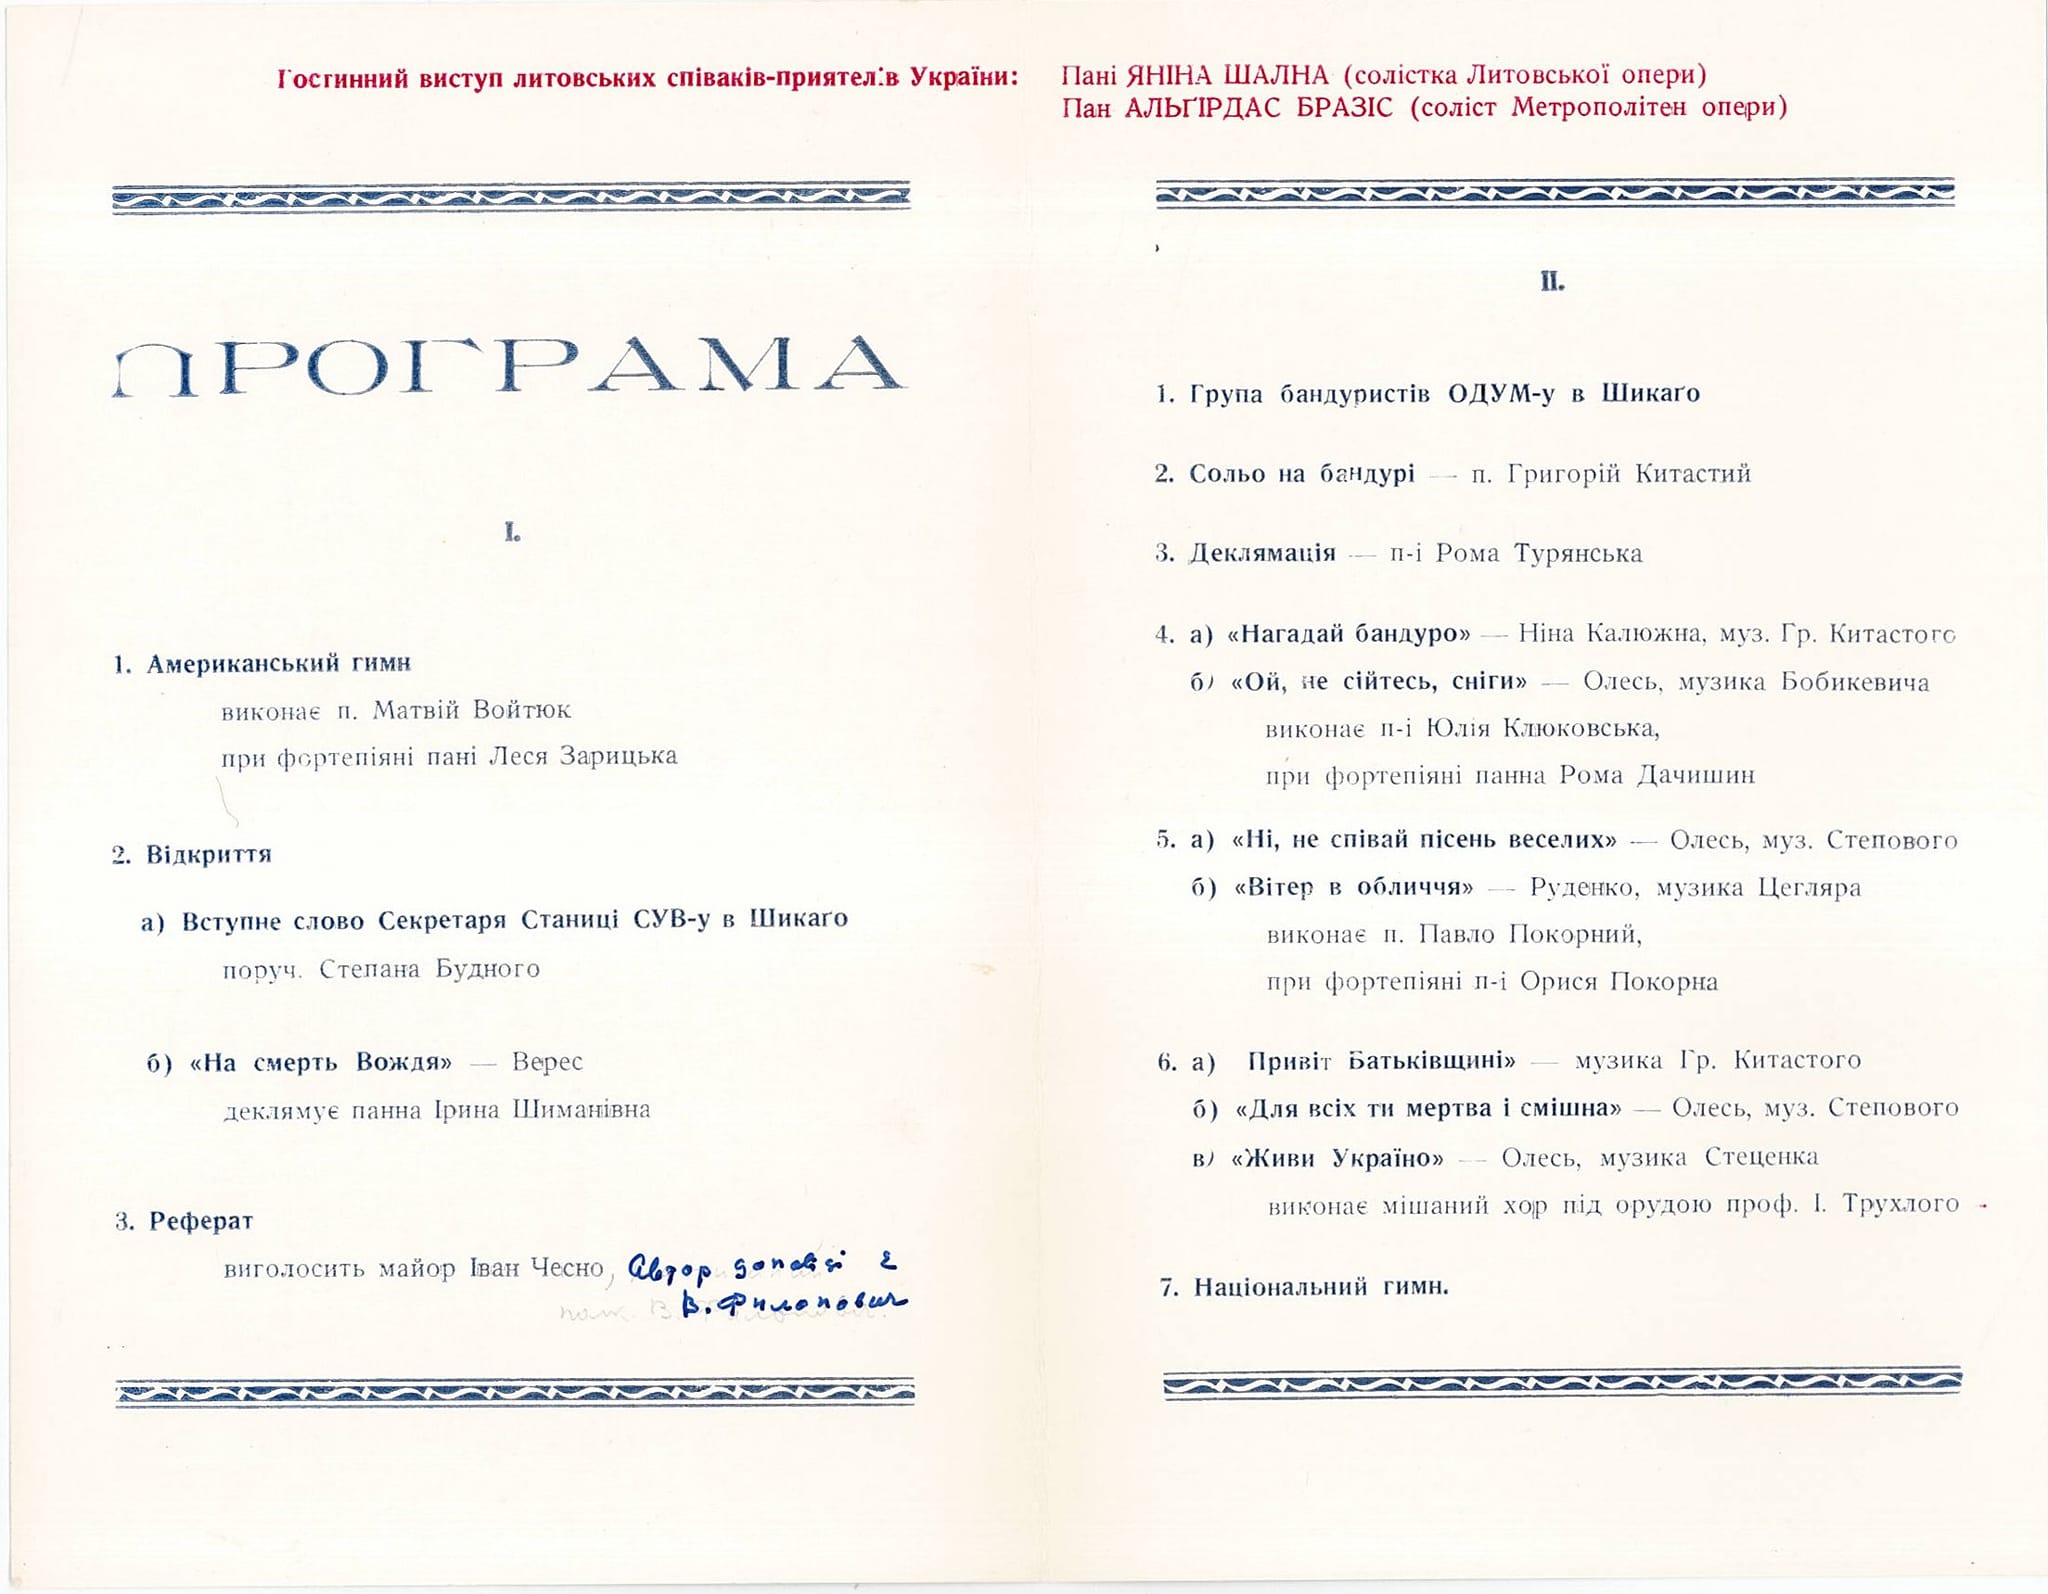 Гостинний виступ литовських співаків-приятелів України:
Пані ЯНІНА ШАЛНА (солістка Литовської опери)
Пан АЛЬҐІРДАС БРАЗІС (соліст Метрополітен опери)
ПРОҐРАМА
I.
1. Американський гимн
виконає п. Матвій Войтюк
при фортепіяні пані Леся Зарицька
2. Відкриття
а) Вступне слово Секретаря Станиці СУВ-у в Шикаґо
поруч. Степана Будного
б) «На смерть Вождя» — Верес
деклямує панна Ірина Шиманівна
3. Реферат
виголосить майор Іван Чесно, Автор доповіді є
В. Филонович
II.
1. Група бандуристів ОДУМ-у в Шикаґо
2. Сольо на бандурі — п. Григорій Китастий
3. Деклямація — п-і Рома Турянська
4. а) «Нагадай бандуро» — Ніна Калюжна, муз. Гр. Китастого
б) «Ой, не сійтесь, сніги» — Олесь, музика Бобикевича
виконає п-і Юлія Клюковська,
при фортепіяні панна Рома Дачишин
5. а) «Ні, не співай пісень веселих» — Олесь, муз. Степового
б) «Вітер в обличчя» — Руденко, музика Цегляра
виконає п. Павло Покорний,
при фортепіяні п-і Орися Покорна
6. а) Привіт Батьківщині» — музика Гр. Китастого
б) «Для всіх ти мертва і смішна» — Олесь, муз. Степового
в) «Живи Україно» — Олесь, музика Стеценка
виконає мішаний хор під орудою проф. І. Трухлого
7. Національний гимн.